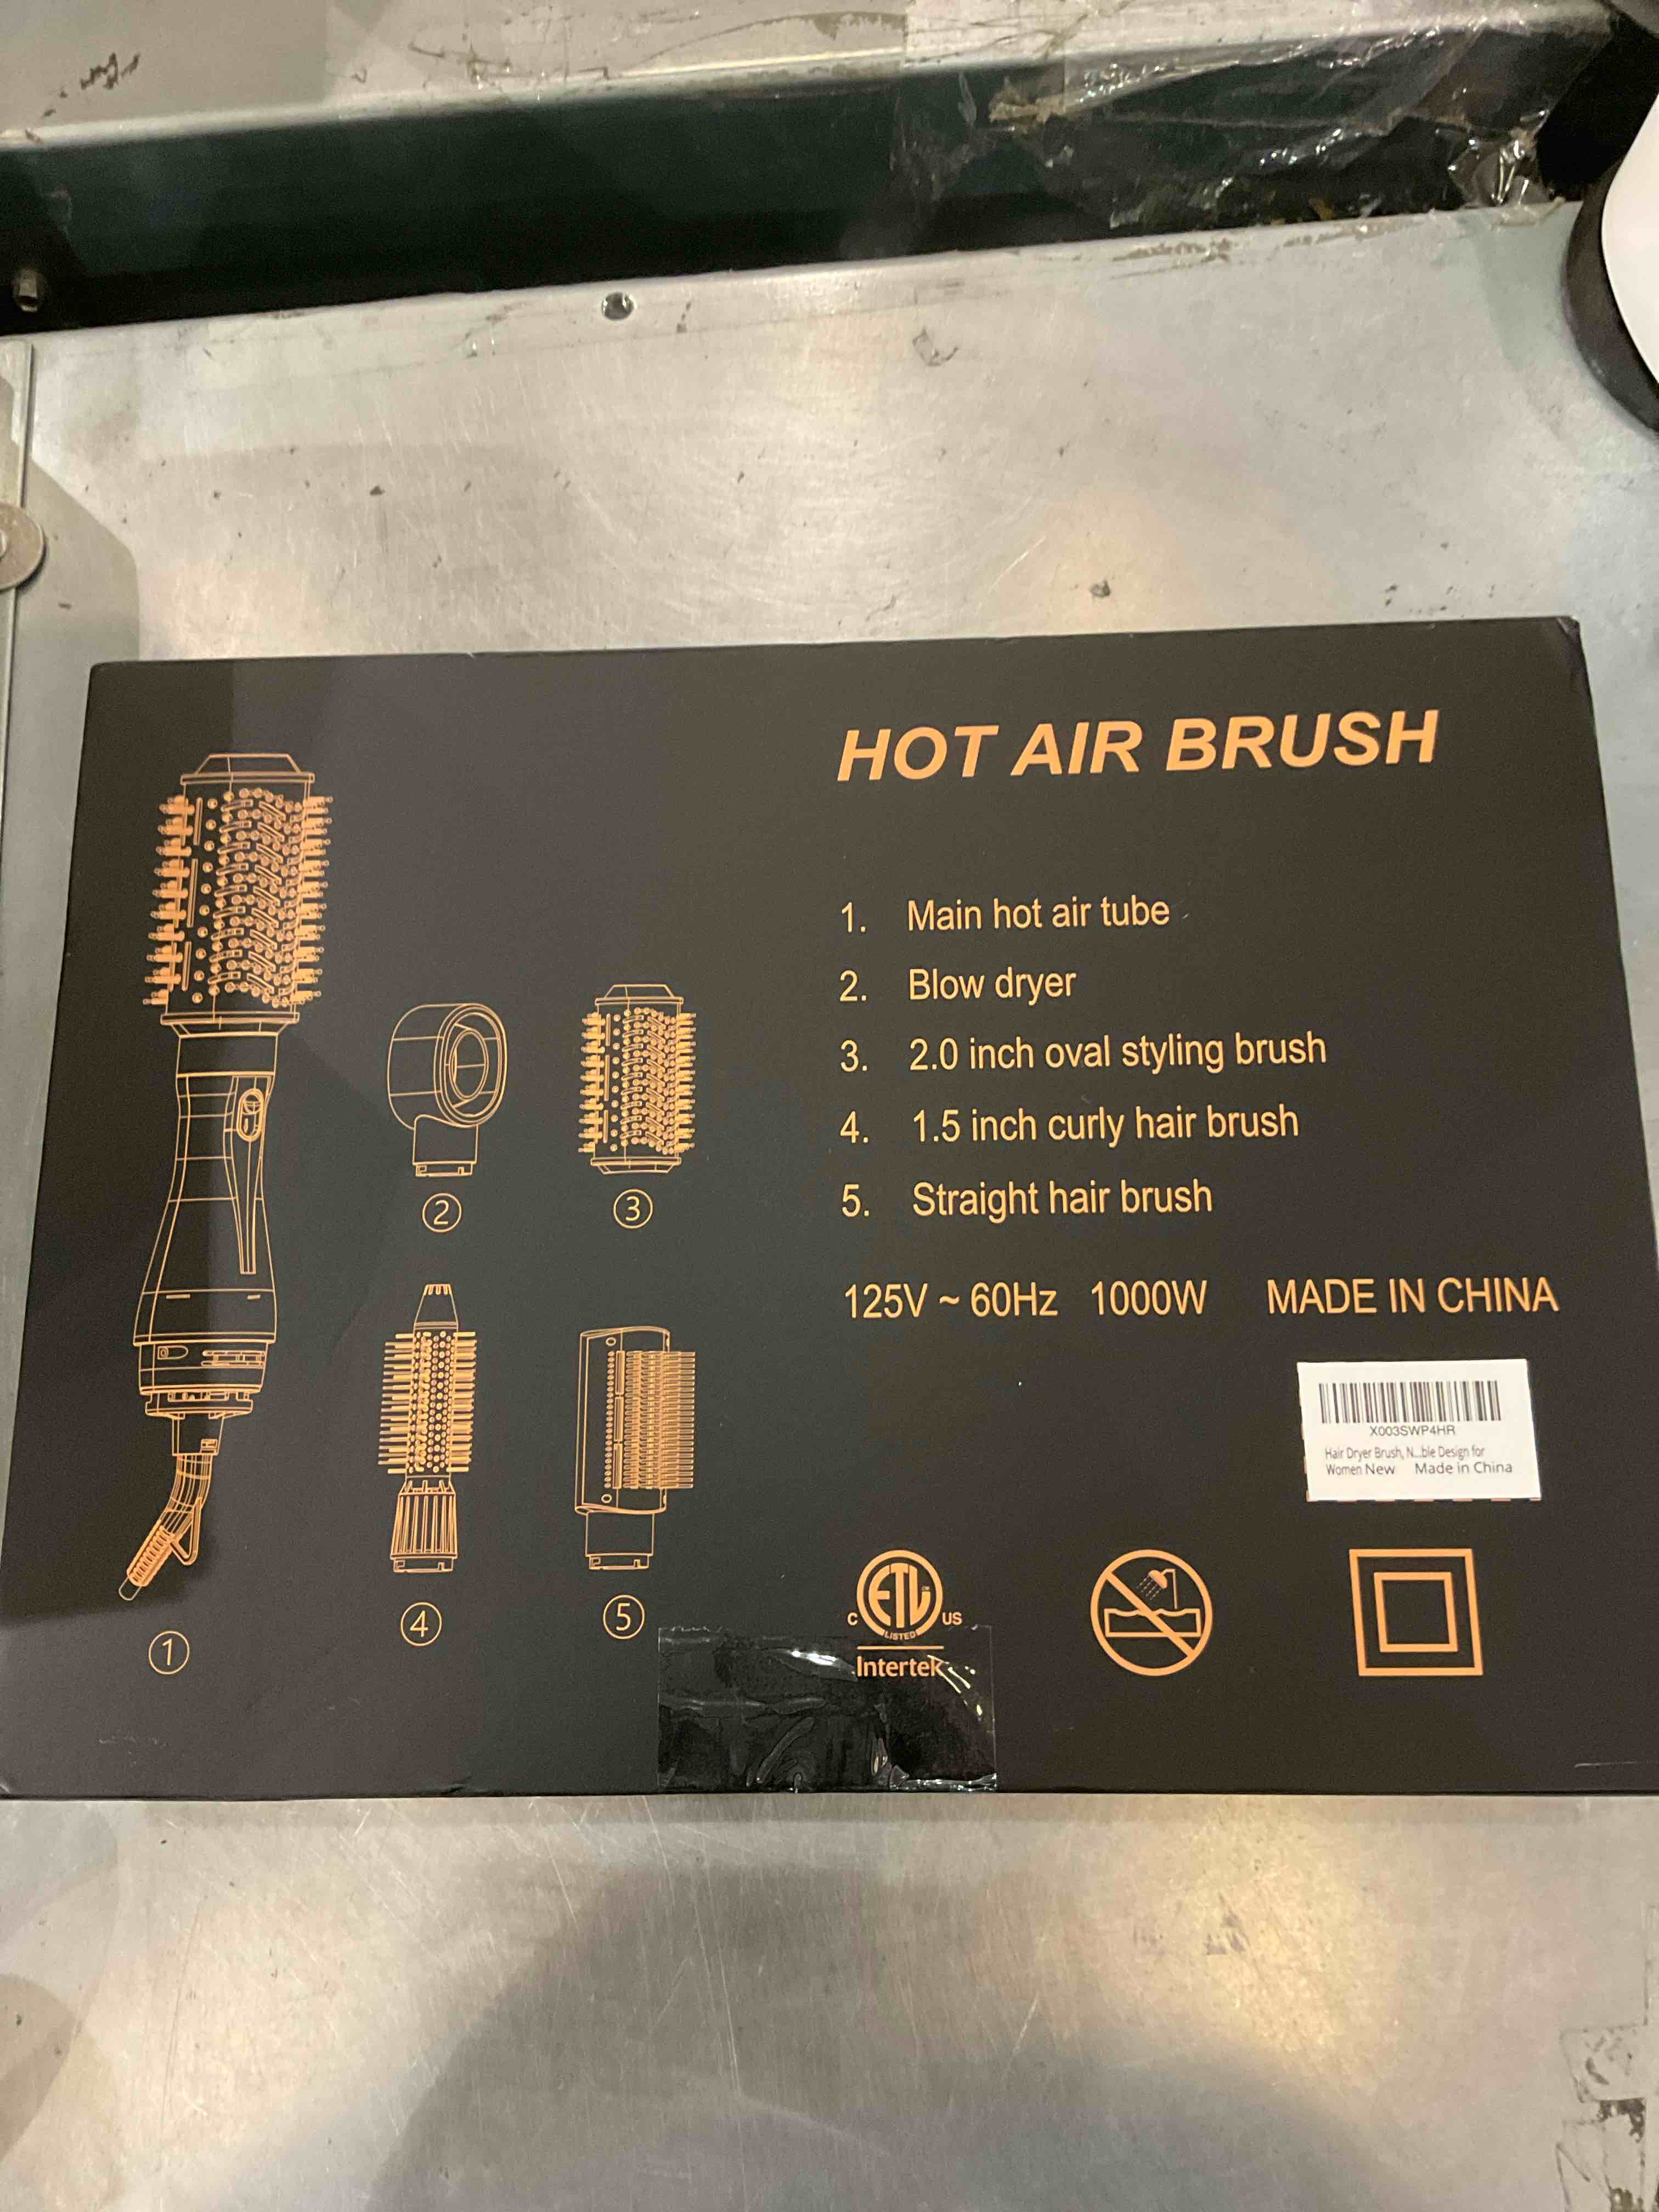 HOT AIR BRUSH
1. Main hot air tube
2. Blow dryer
3. 2.0 inch oval styling brush
4. 1.5 inch curly hair brush
5. Straight hair brush
125V ~ 60Hz 1000W MADE IN CHINA
X003SWP4HR
Hair Dryer Brush, N...ble Design for
Women New Made in China
2
3
4
5
1
C ETL US
LISTED
Intertek